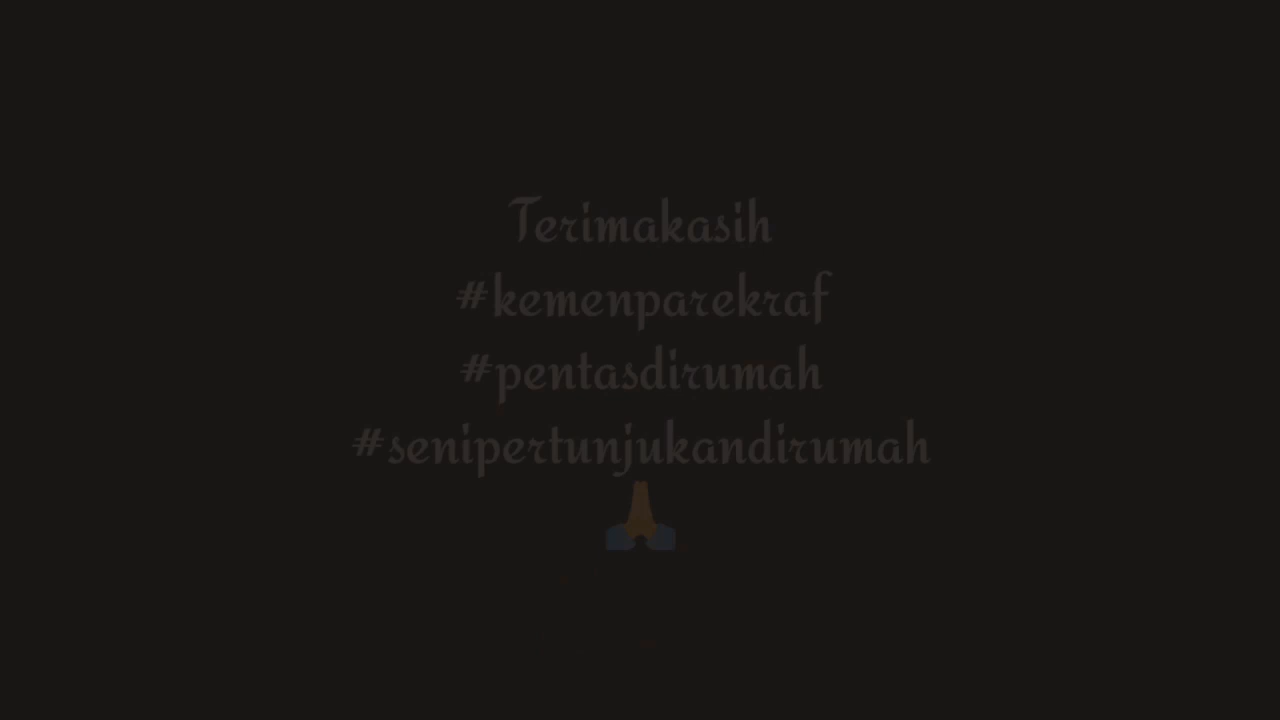 Terimakasih
#kemenparekraf
#pentasdirumah
#senipertunjukandirumah
🙏